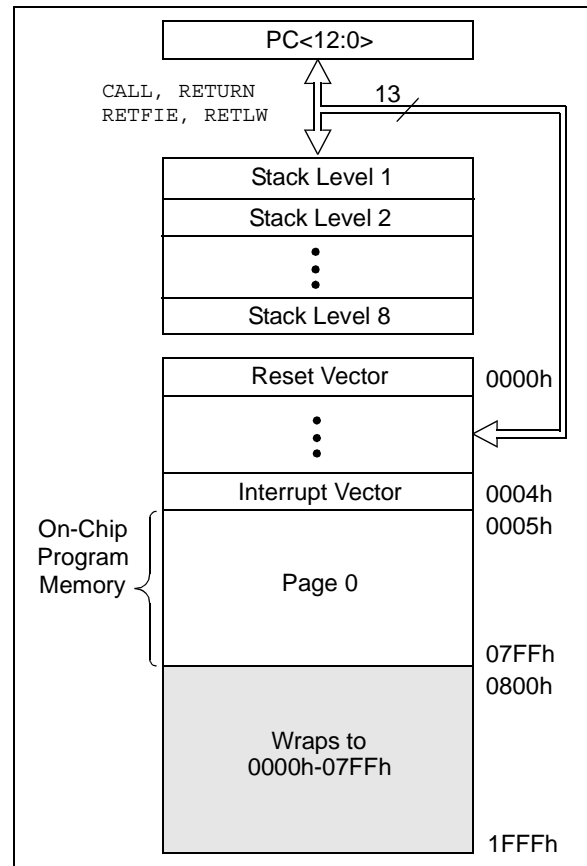 PC<12:0>
CALL, RETURN
RETFIE, RETLW
13
Stack Level 1
Stack Level 2
Stack Level 8
Reset Vector
0000h
Interrupt Vector
0004h
0005h
On-Chip
Program
Memory
Page 0
07FFh
0800h
Wraps to
0000h-07FFh
1FFFh